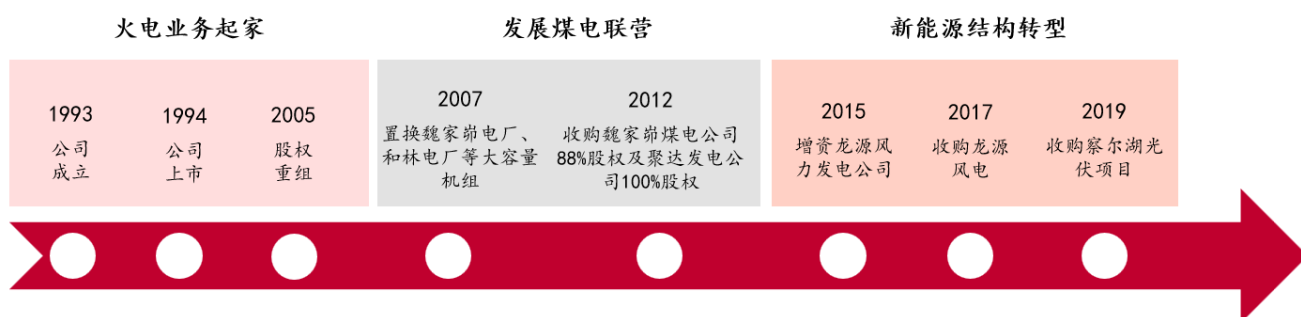 火电业务起家
发展煤电联营
新能源结构转型
1993
公司
成立
1994
公司
上市
2005
股权
重组
2007
置换魏家峁电厂、
和林电厂等大容量
机组
2012
收购魏家峁煤电公司
88%股权及聚达发电公
司100%股权
2015
增资龙源风
力发电公司
2017
收购龙源
风电
2019
收购察尔湖光
伏项目